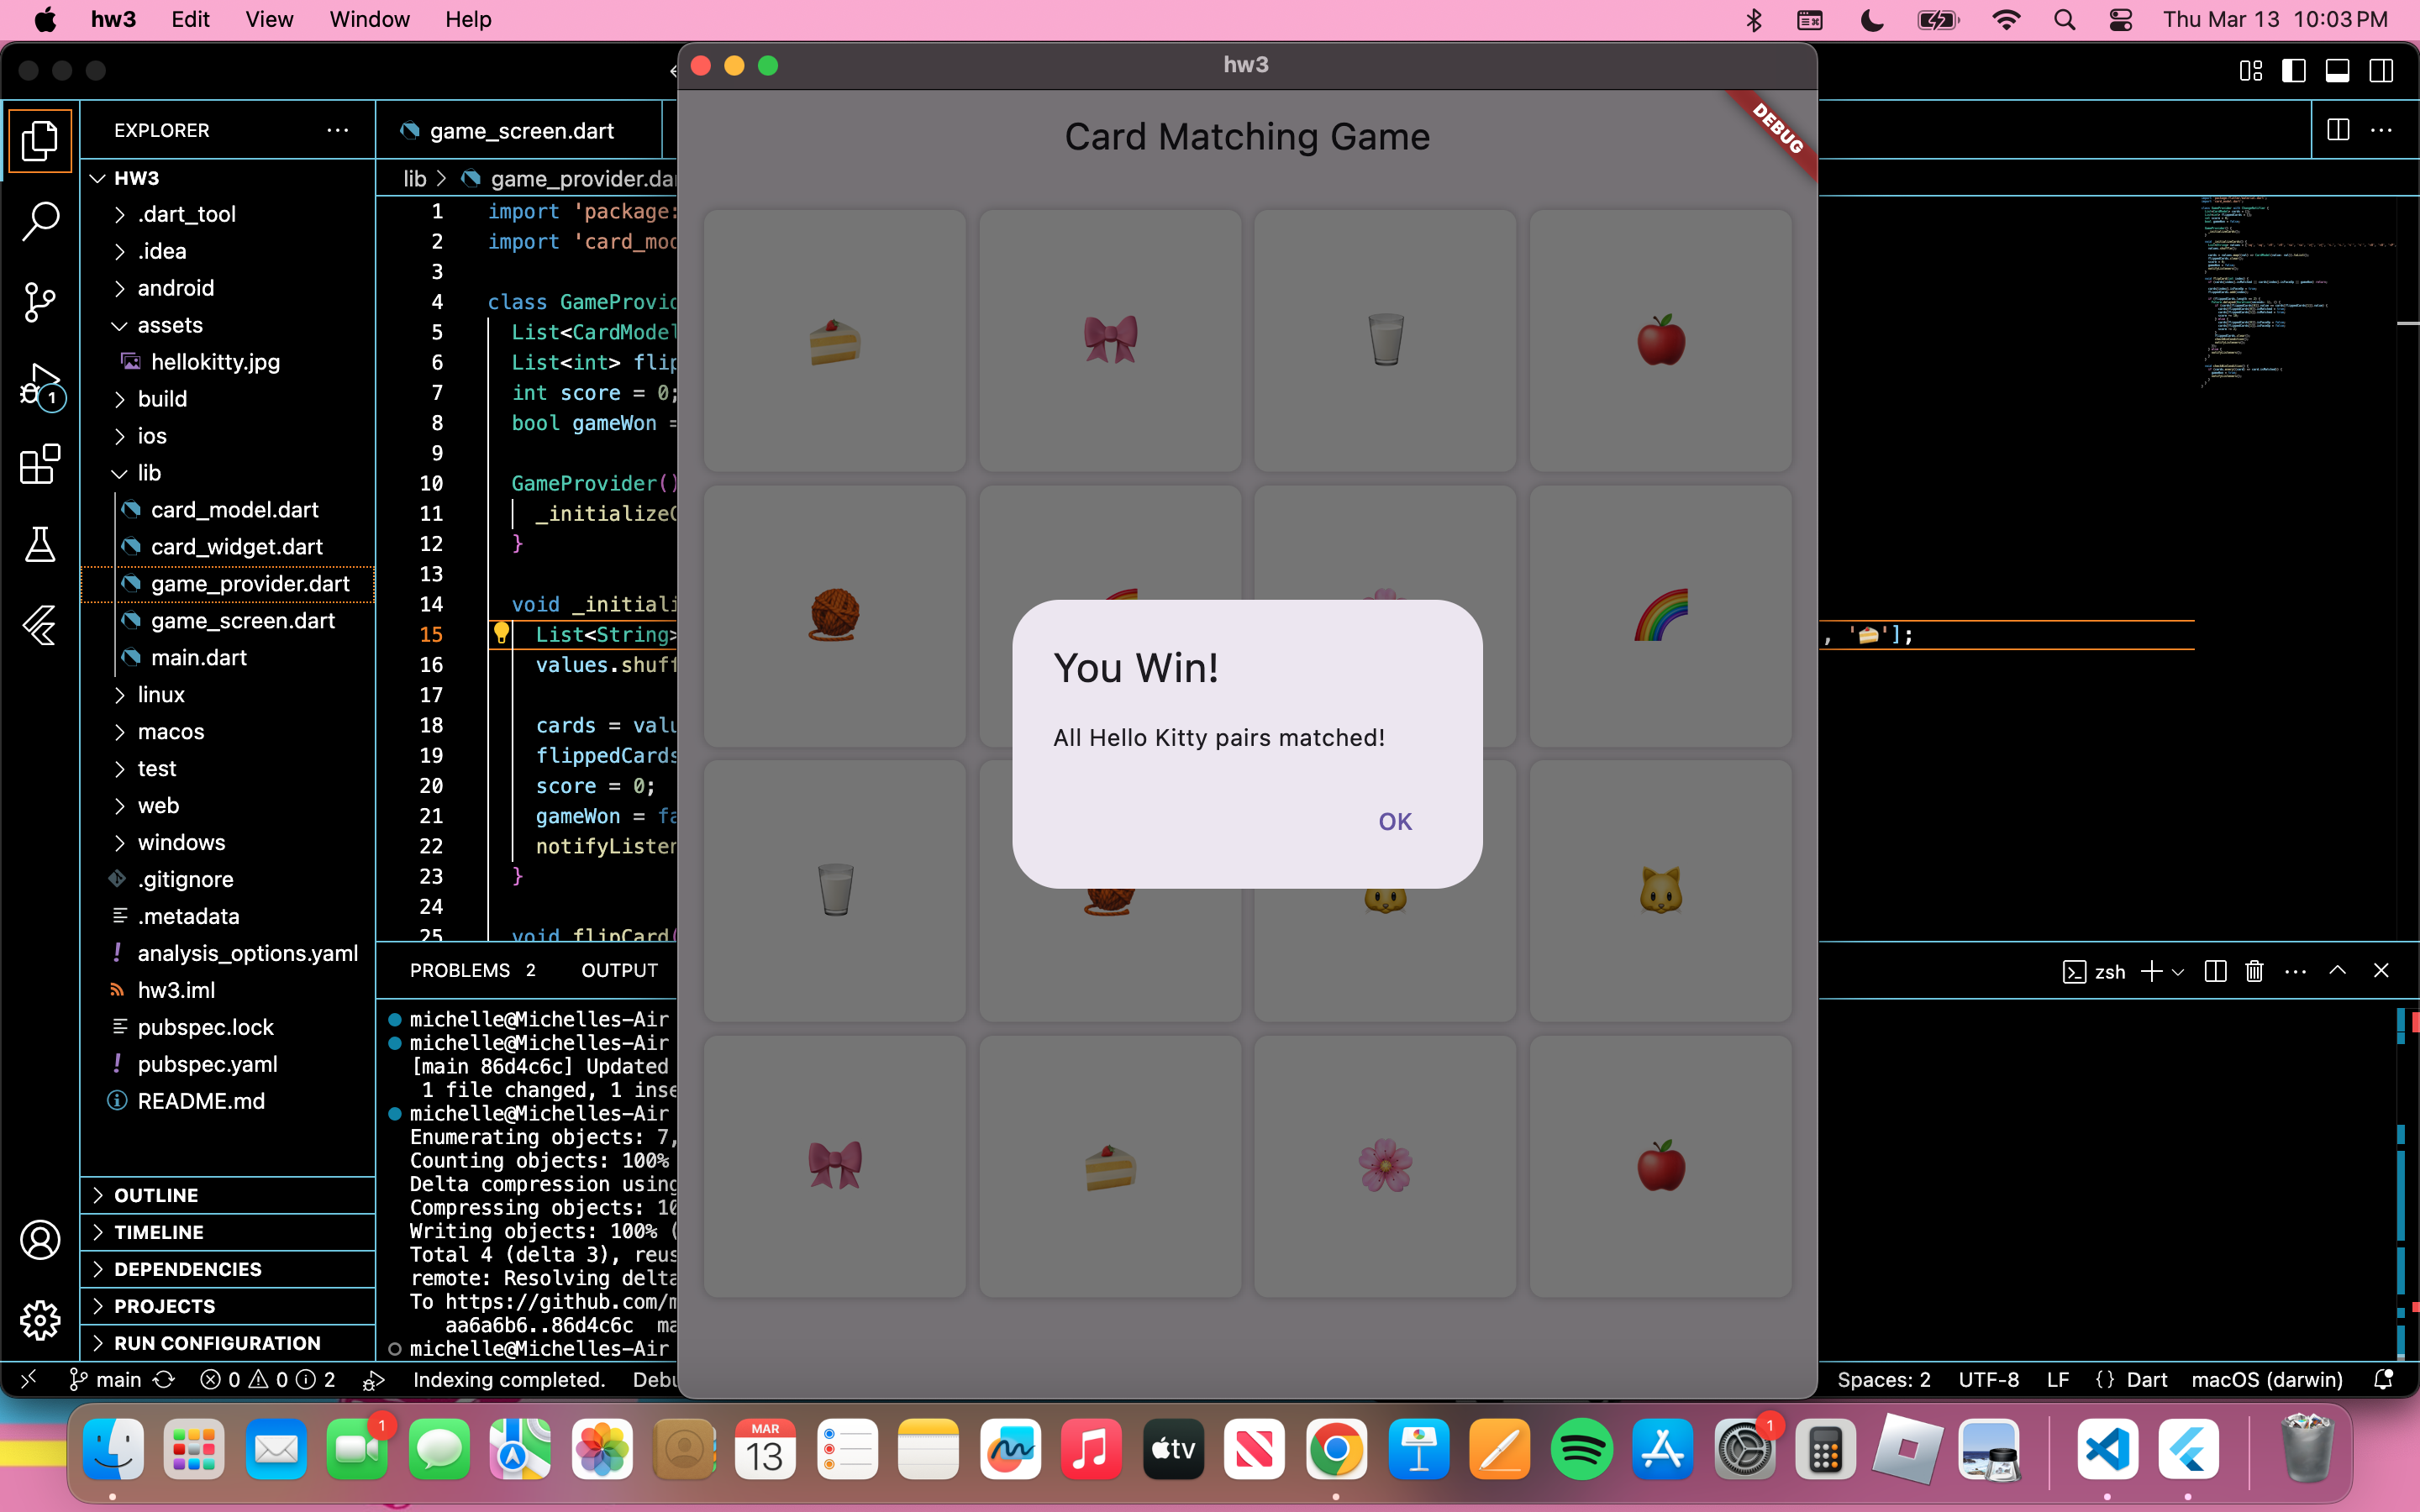 hw3 Edit View Window Help
Thu Mar 13 10:03 PM
hw3
EXPLORER
HW3
.dart_tool
.idea
android
assets
hellokitty.jpg
build
ios
lib
card_model.dart
card_widget.dart
game_provider.dart
game_screen.dart
main.dart
linux
macos
test
web
windows
.gitignore
.metadata
analysis_options.yaml
hw3.iml
pubspec.lock
pubspec.yaml
README.md
OUTLINE
TIMELINE
DEPENDENCIES
PROJECTS
RUN CONFIGURATION
1
game_screen.dart
lib > game_provider.da
1 import 'package:
2 import 'card_mod
3
4 class GameProvid
5 List<CardModel
6 List<int> flip
7 int score = 0;
8 bool gameWon =
9
10 GameProvider()
11 _initializeC
12 }
13
14 void _initiali
15 List<String> , '🍰'];
16 values.shuff
17
18 cards = valu
19 flippedCards
20 score = 0;
21 gameWon = fa
22 notifyListen
23 }
24
25 void flipCard(
PROBLEMS 2 OUTPUT
zsh
michelle@Michelles-Air
michelle@Michelles-Air
[main 86d4c6c] Updated
1 file changed, 1 inse
michelle@Michelles-Air
Enumerating objects: 7,
Counting objects: 100%
Delta compression using
Compressing objects: 10
Writing objects: 100% (
Total 4 (delta 3), reus
remote: Resolving delta
To https://github.com/m
aa6a6b6..86d4c6c ma
michelle@Michelles-Air
Card Matching Game
DEBUG
You Win!
All Hello Kitty pairs matched!
OK
main 0 0 2 Indexing completed. Debu
Spaces: 2 UTF-8 LF {} Dart macOS (darwin)
1
MAR
13
tv
1